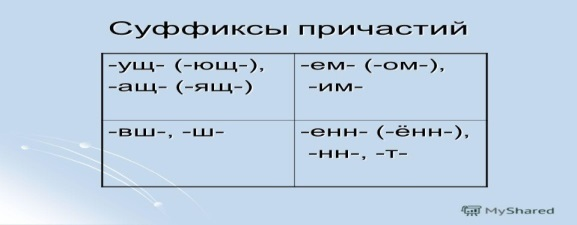 Суффиксы причастий
-ущ- (-ющ-), -ем- (-ом-),
-ащ- (-ящ-) -им-
-вш-, -ш- -енн- (-ённ-),
-нн-, -т-
MyShared